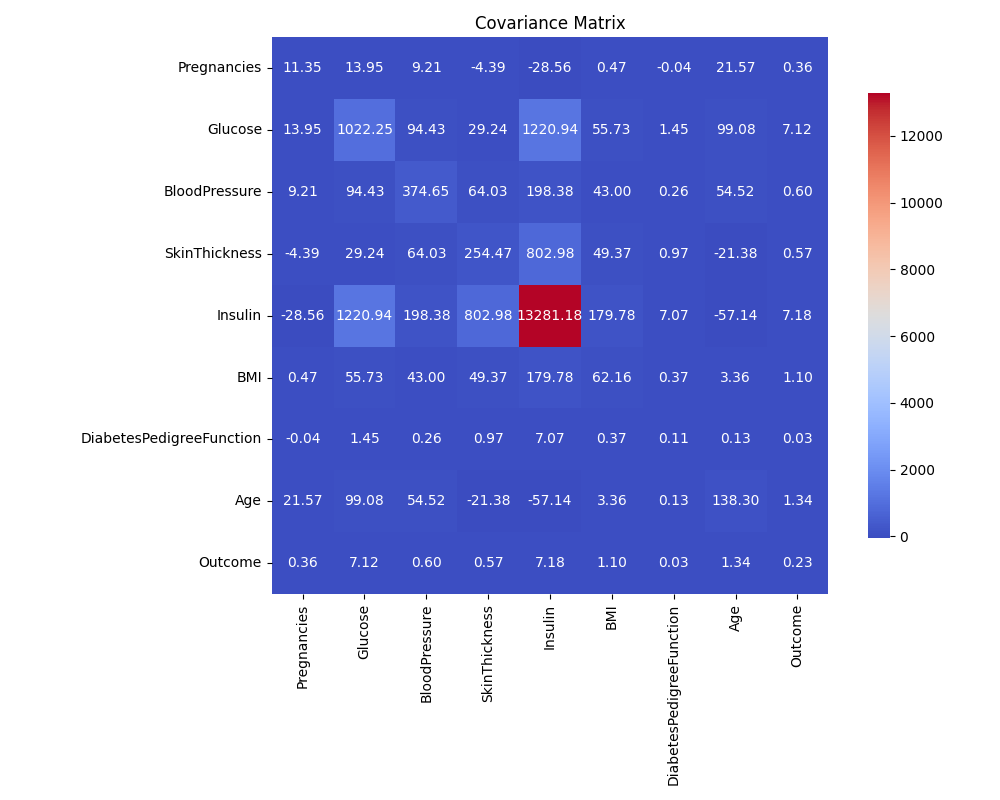 Covariance Matrix
Pregnancies 11.35 13.95 9.21 -4.39 -28.56 0.47 -0.04 21.57 0.36
Glucose 13.95 1022.25 94.43 29.24 1220.94 55.73 1.45 99.08 7.12
BloodPressure 9.21 94.43 374.65 64.03 198.38 43.00 0.26 54.52 0.60
SkinThickness -4.39 29.24 64.03 254.47 802.98 49.37 0.97 -21.38 0.57
Insulin -28.56 1220.94 198.38 802.98 13281.18 179.78 7.07 -57.14 7.18
BMI 0.47 55.73 43.00 49.37 179.78 62.16 0.37 3.36 1.10
DiabetesPedigreeFunction -0.04 1.45 0.26 0.97 7.07 0.37 0.11 0.13 0.03
Age 21.57 99.08 54.52 -21.38 -57.14 3.36 0.13 138.30 1.34
Outcome 0.36 7.12 0.60 0.57 7.18 1.10 0.03 1.34 0.23
Pregnancies
Glucose
BloodPressure
SkinThickness
Insulin
BMI
DiabetesPedigreeFunction
Age
Outcome
12000
10000
8000
6000
4000
2000
0